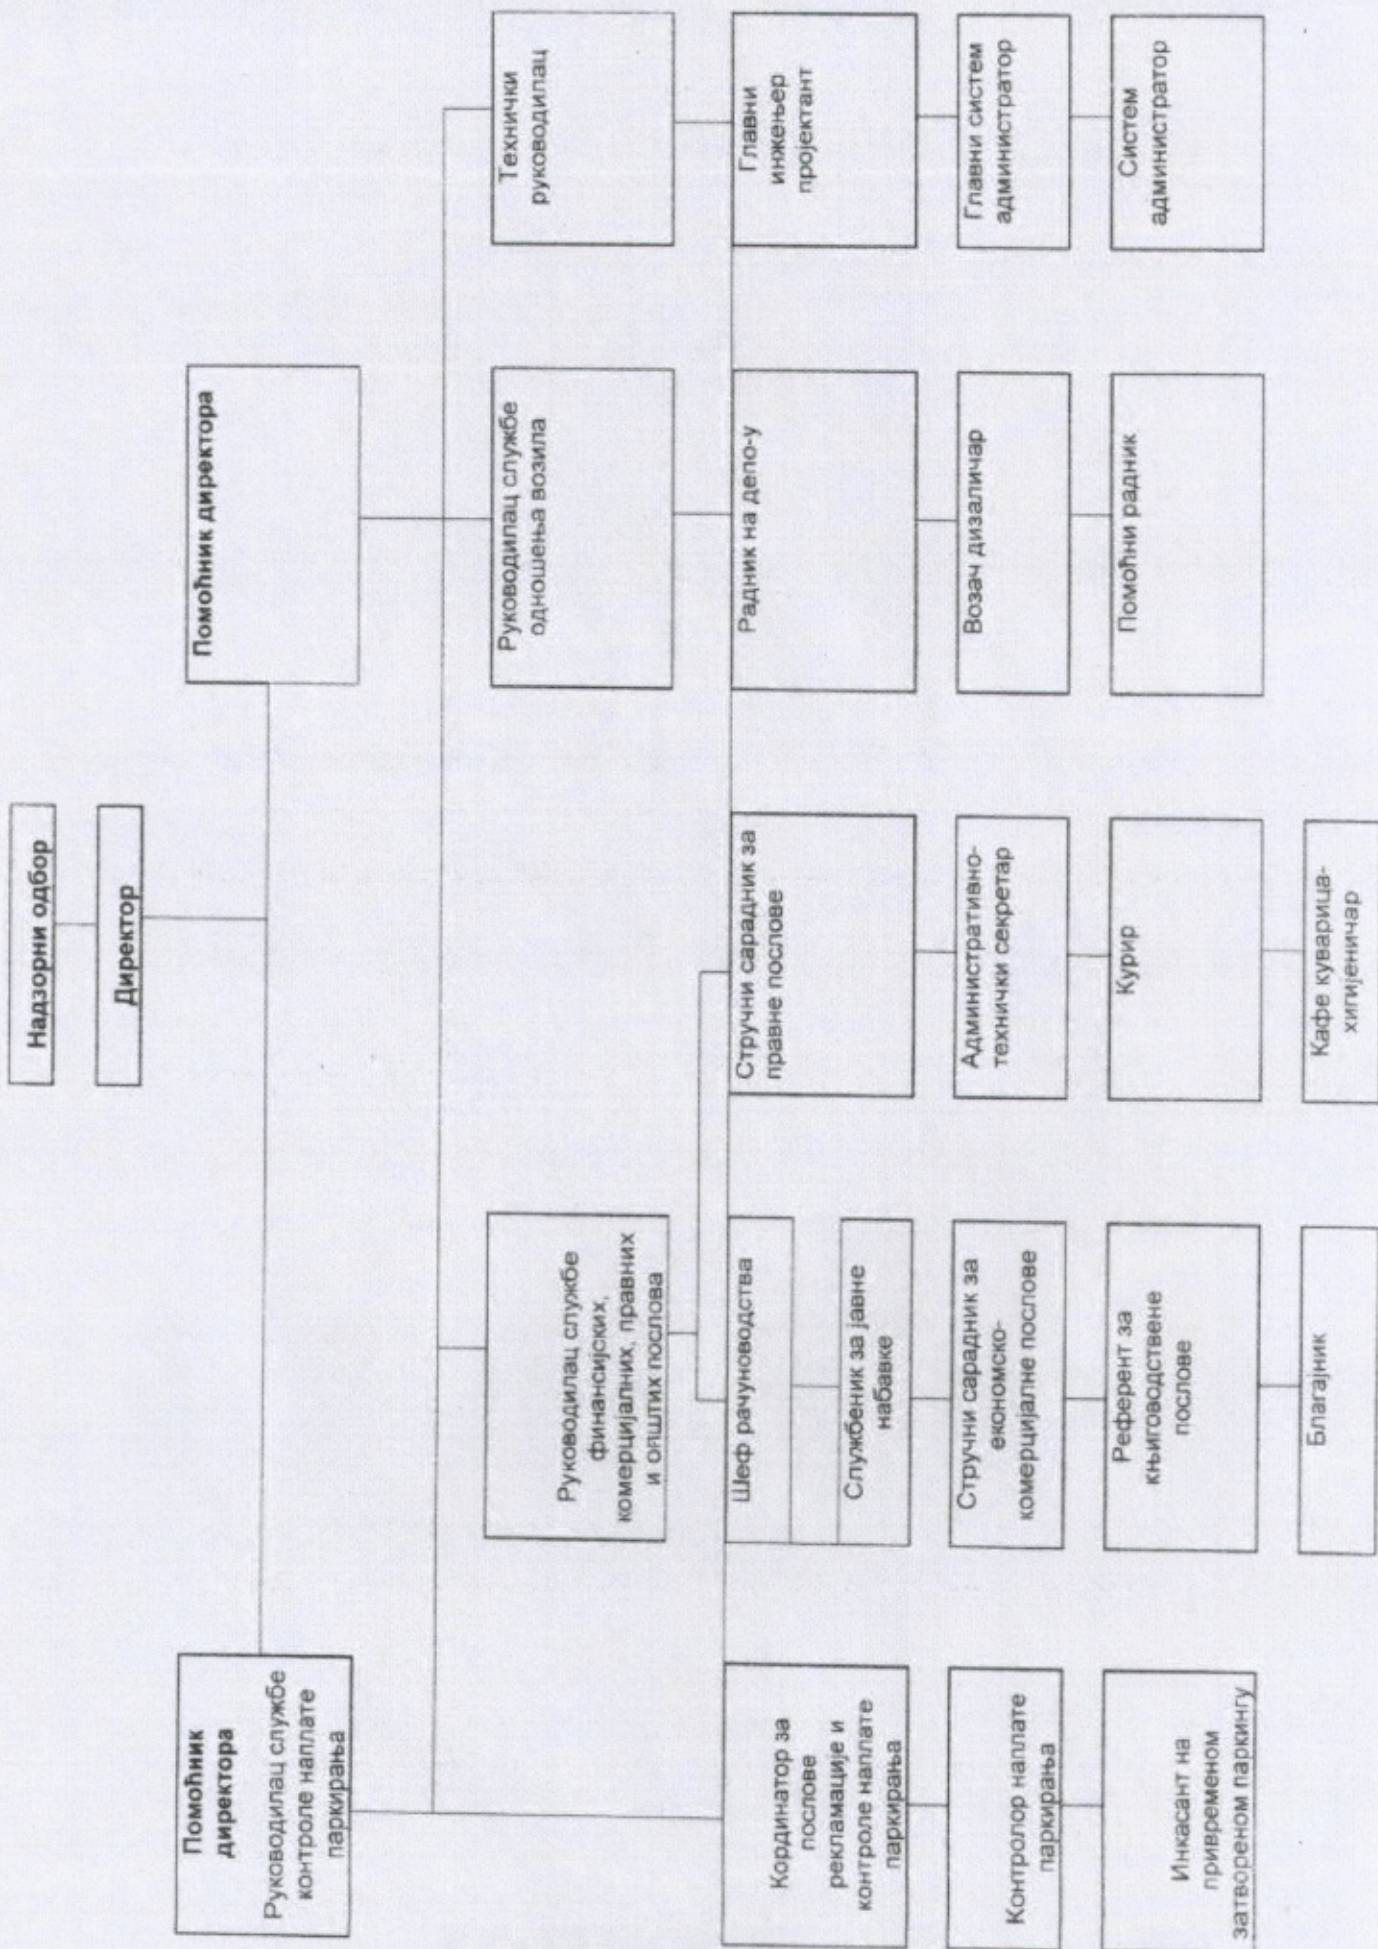 Надзорни одбор
Директор
Помоћник
директора
Руководилац службе
контроле наплате
паркирања
Помоћник директора
Руководилац службе
финансијских,
комерцијалних, правних
и општих послова
Руководилац службе
одношења возила
Технички
руководилац
Кординатор за
послове
рекламације и
контроле наплате
паркирања
Шеф рачуноводства
Службеник за јавне
набавке
Стручни сарадник за
правне послове
Радник на депо-у
Главни
инжењер
пројектант
Контролор наплате
паркирања
Стручни сарадник за
економско-
комерцијалне послове
Административно-
технички секретар
Возач дизаличар
Главни систем
администратор
Инкасант на
привременом
затвореном паркингу
Референт за
књиговодствене
послове
Курир
Помоћни радник
Систем
администратор
Благајник
Кафе куварица-
хигијеничар